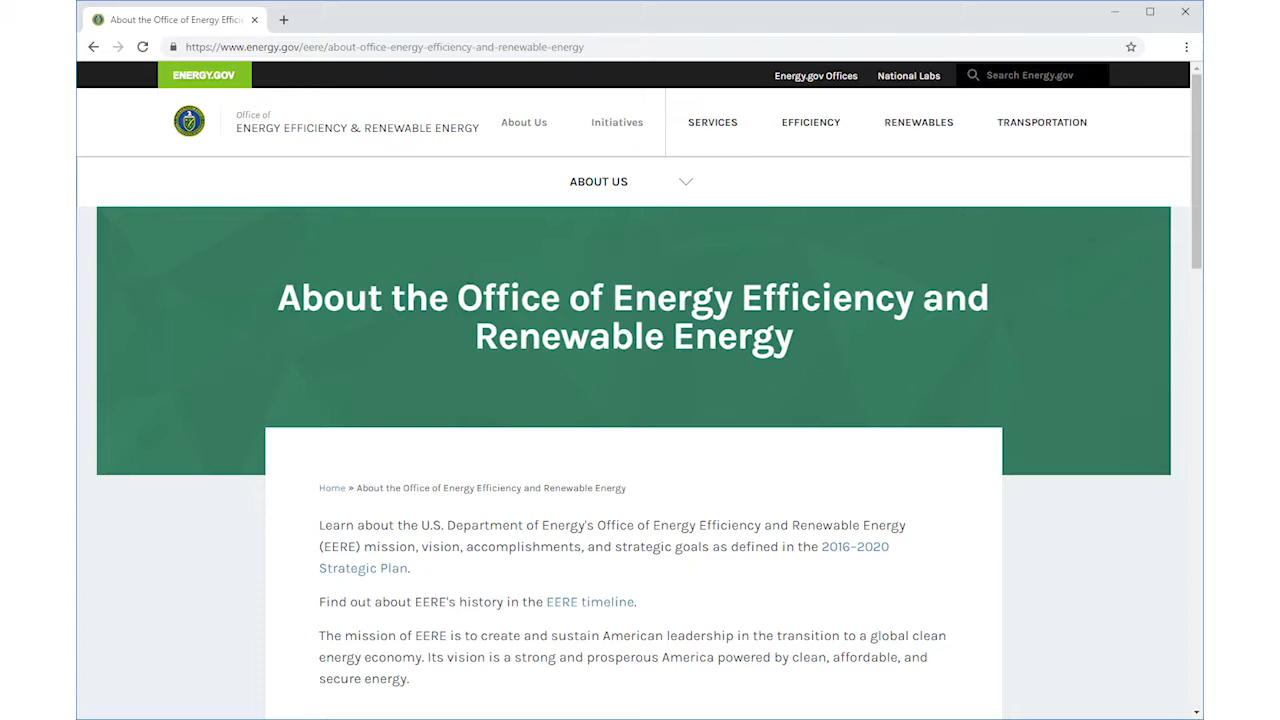 About the Office of Energy Effici
https://www.energy.gov/eere/about-office-energy-efficiency-and-renewable-energy
ENERGY.GOV
Energy.gov Offices
National Labs
Search Energy.gov
Office of
ENERGY EFFICIENCY & RENEWABLE ENERGY
About Us
Initiatives
SERVICES
EFFICIENCY
RENEWABLES
TRANSPORTATION
ABOUT US
About the Office of Energy Efficiency and
Renewable Energy
Home » About the Office of Energy Efficiency and Renewable Energy
Learn about the U.S. Department of Energy's Office of Energy Efficiency and Renewable Energy
(EERE) mission, vision, accomplishments, and strategic goals as defined in the 2016–2020
Strategic Plan.
Find out about EERE's history in the EERE timeline.
The mission of EERE is to create and sustain American leadership in the transition to a global clean
energy economy. Its vision is a strong and prosperous America powered by clean, affordable, and
secure energy.